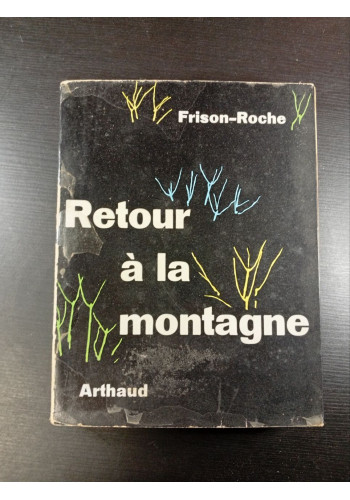 Frison-Roche
Retour
à la
montagne
Arthaud